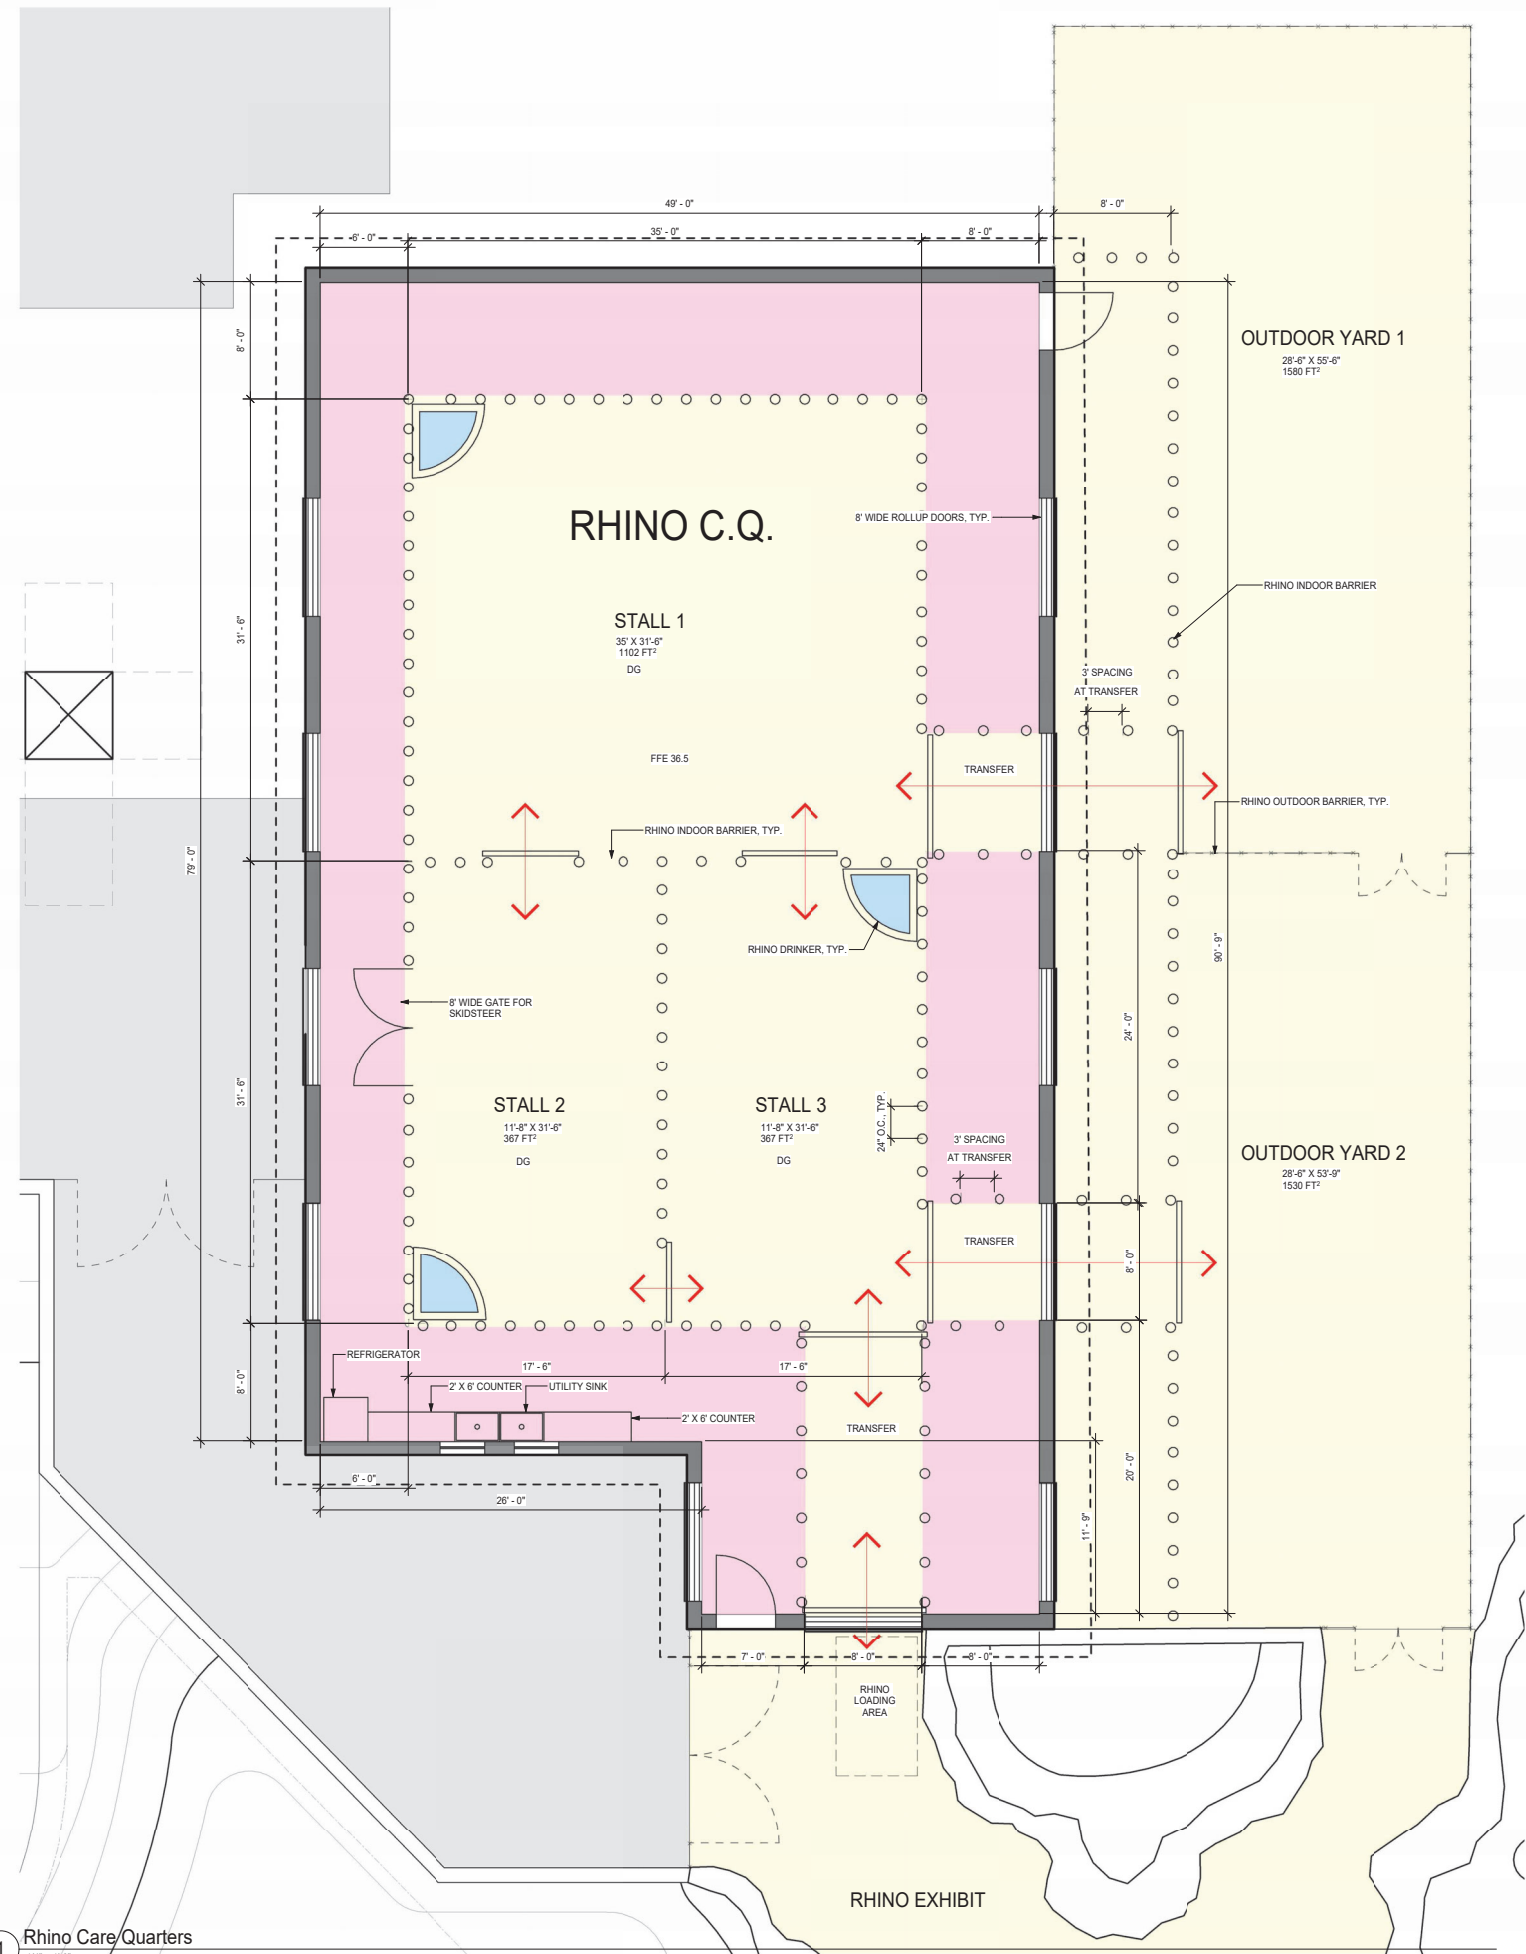 49' - 0"
8' - 0"
6' - 0"
35' - 0"
8' - 0"
8' - 0"
OUTDOOR YARD 1
28'-6" X 55'-6"
1580 FT²
RHINO C.Q.
8' WIDE ROLLUP DOORS, TYP.
RHINO INDOOR BARRIER
31' - 6"
STALL 1
35' X 31'-6"
1102 FT²
DG
3' SPACING
AT TRANSFER
FFE 36.5
TRANSFER
RHINO OUTDOOR BARRIER, TYP.
RHINO INDOOR BARRIER, TYP.
79' - 0"
RHINO DRINKER, TYP.
90' - 9"
8' WIDE GATE FOR
SKIDSTEER
24' - 0"
31' - 6"
STALL 2
11'-8" X 31'-6"
367 FT²
DG
STALL 3
11'-8" X 31'-6"
367 FT²
DG
24" O.C., TYP.
3' SPACING
AT TRANSFER
OUTDOOR YARD 2
28'-6" X 53'-9"
1530 FT²
TRANSFER
8' - 0"
REFRIGERATOR
17' - 6"
17' - 6"
8' - 0"
2' X 6' COUNTER
UTILITY SINK
2' X 6' COUNTER
TRANSFER
20' - 0"
6' - 0"
26' - 0"
11' - 9"
7' - 0"
8' - 0"
8' - 0"
RHINO
LOADING
AREA
RHINO EXHIBIT
Rhino Care Quarters